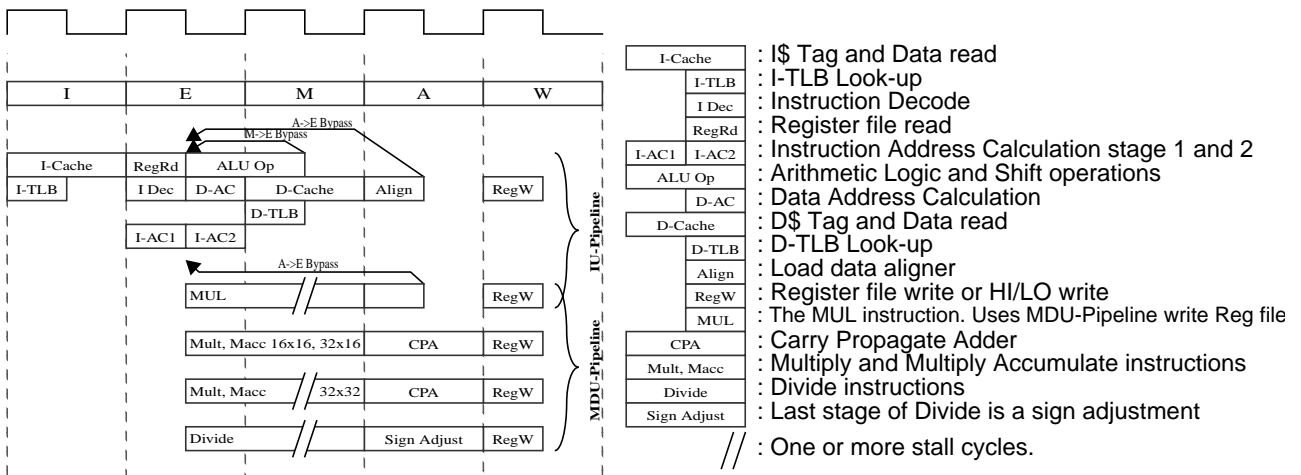 I E M A W
A->E Bypass
M->E Bypass
I-Cache RegRd ALU Op
I-TLB I Dec D-AC D-Cache Align RegW
D-TLB
I-AC1 I-AC2
A->E Bypass
MUL RegW
Mult, Macc 16x16, 32x16 CPA RegW
Mult, Macc 32x32 CPA RegW
Divide Sign Adjust RegW
IU-Pipeline
MDU-Pipeline
I-Cache : I$ Tag and Data read
I-TLB : I-TLB Look-up
I Dec : Instruction Decode
RegRd : Register file read
I-AC1 I-AC2 : Instruction Address Calculation stage 1 and 2
ALU Op : Arithmetic Logic and Shift operations
D-AC : Data Address Calculation
D-Cache : D$ Tag and Data read
D-TLB : D-TLB Look-up
Align : Load data aligner
RegW : Register file write or HI/LO write
MUL : The MUL instruction. Uses MDU-Pipeline write Reg file
CPA : Carry Propagate Adder
Mult, Macc : Multiply and Multiply Accumulate instructions
Divide : Divide instructions
Sign Adjust : Last stage of Divide is a sign adjustment
// : One or more stall cycles.